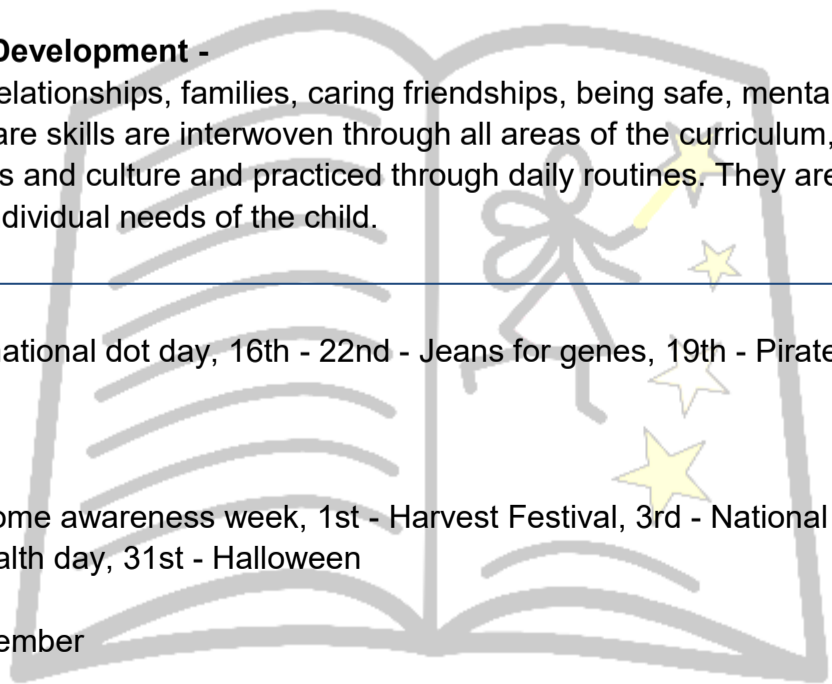 Development -
elationships, families, caring friendships, being safe, menta
are skills are interwoven through all areas of the curriculum,
s and culture and practiced through daily routines. They are
dividual needs of the child.
ational dot day, 16th - 22nd - Jeans for genes, 19th - Pirate
ome awareness week, 1st - Harvest Festival, 3rd - National
alth day, 31st - Halloween
ember